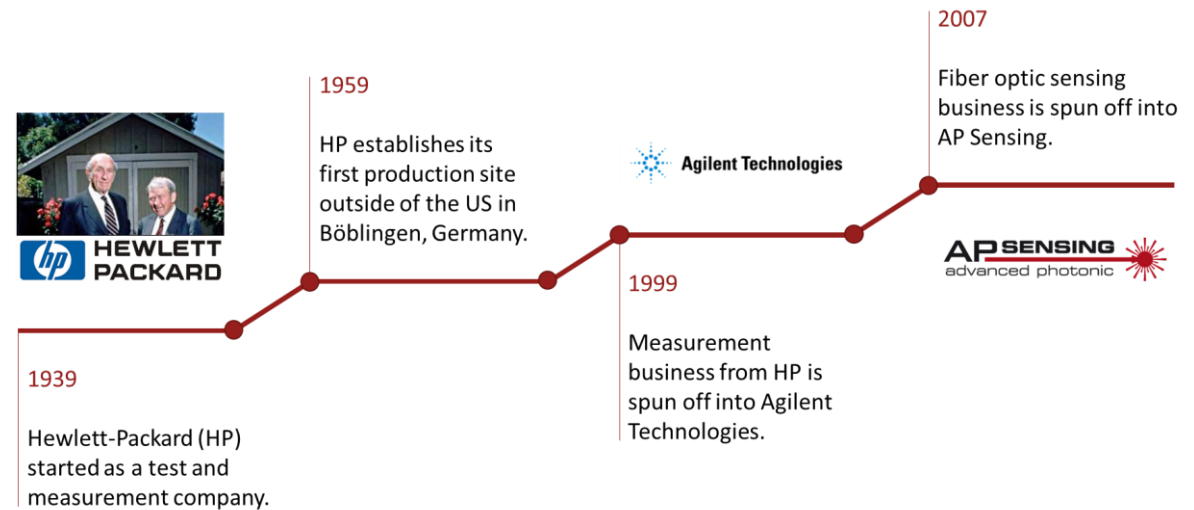 hp
HEWLETT
PACKARD
1939
Hewlett-Packard (HP)
started as a test and
measurement company.
1959
HP establishes its
first production site
outside of the US in
Böblingen, Germany.
Agilent Technologies
1999
Measurement
business from HP is
spun off into Agilent
Technologies.
2007
Fiber optic sensing
business is spun off into
AP Sensing.
AP SENSING
advanced photonic